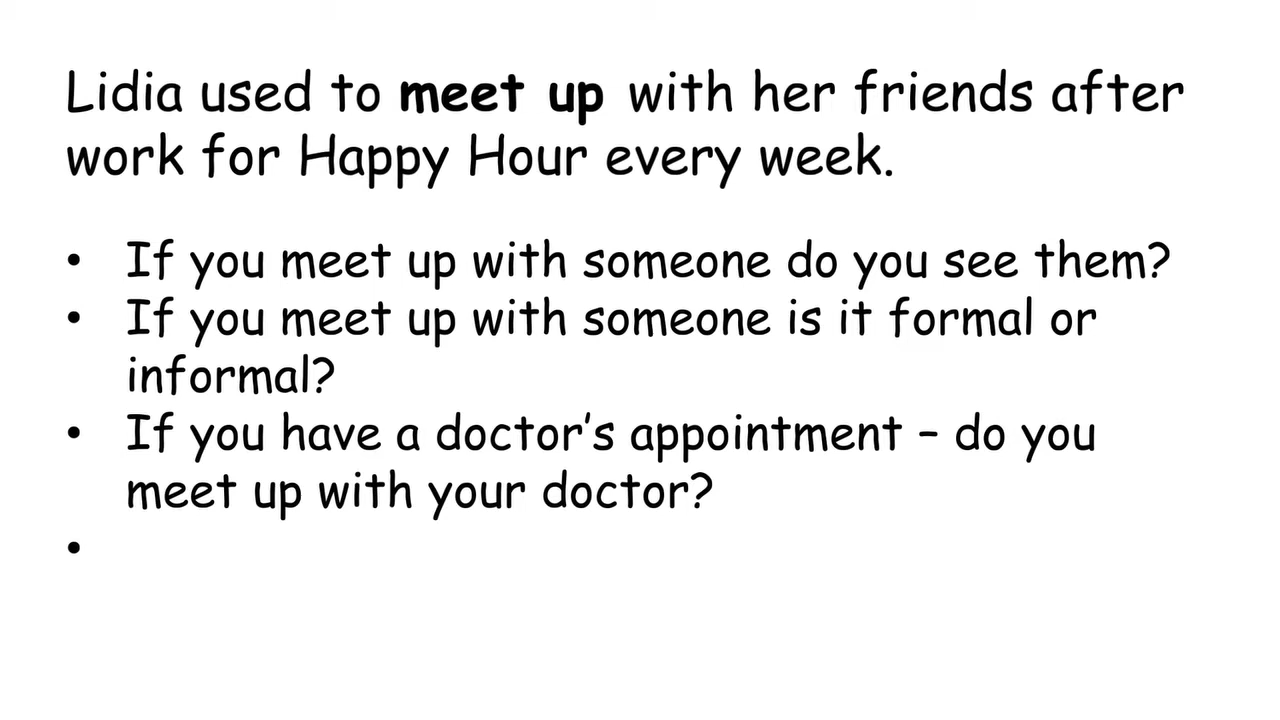 Lidia used to meet up with her friends after
work for Happy Hour every week.
• If you meet up with someone do you see them?
• If you meet up with someone is it formal or
informal?
• If you have a doctor’s appointment – do you
meet up with your doctor?
•